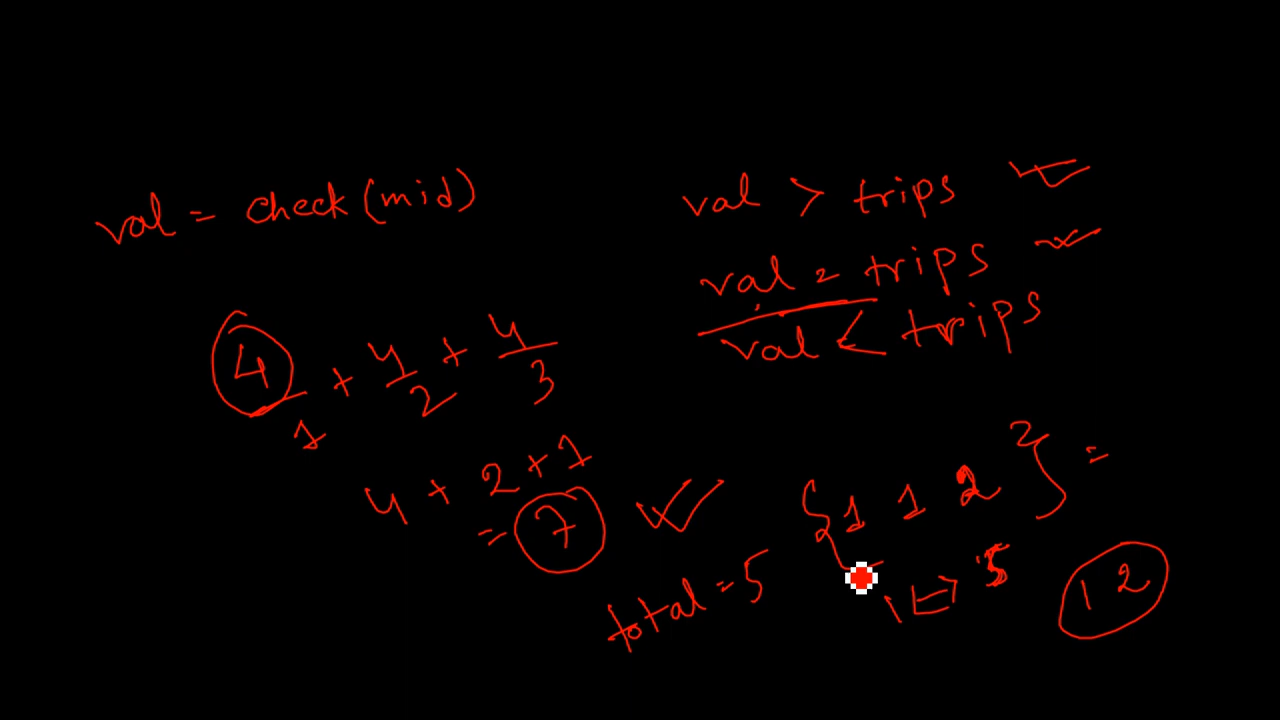 val = check(mid)
val > trips
val = trips
val < trips
4/1 + 4/2 + 4/3
4 + 2 + 1
= 7
{1 1 2 2} =
total = 5
5
12